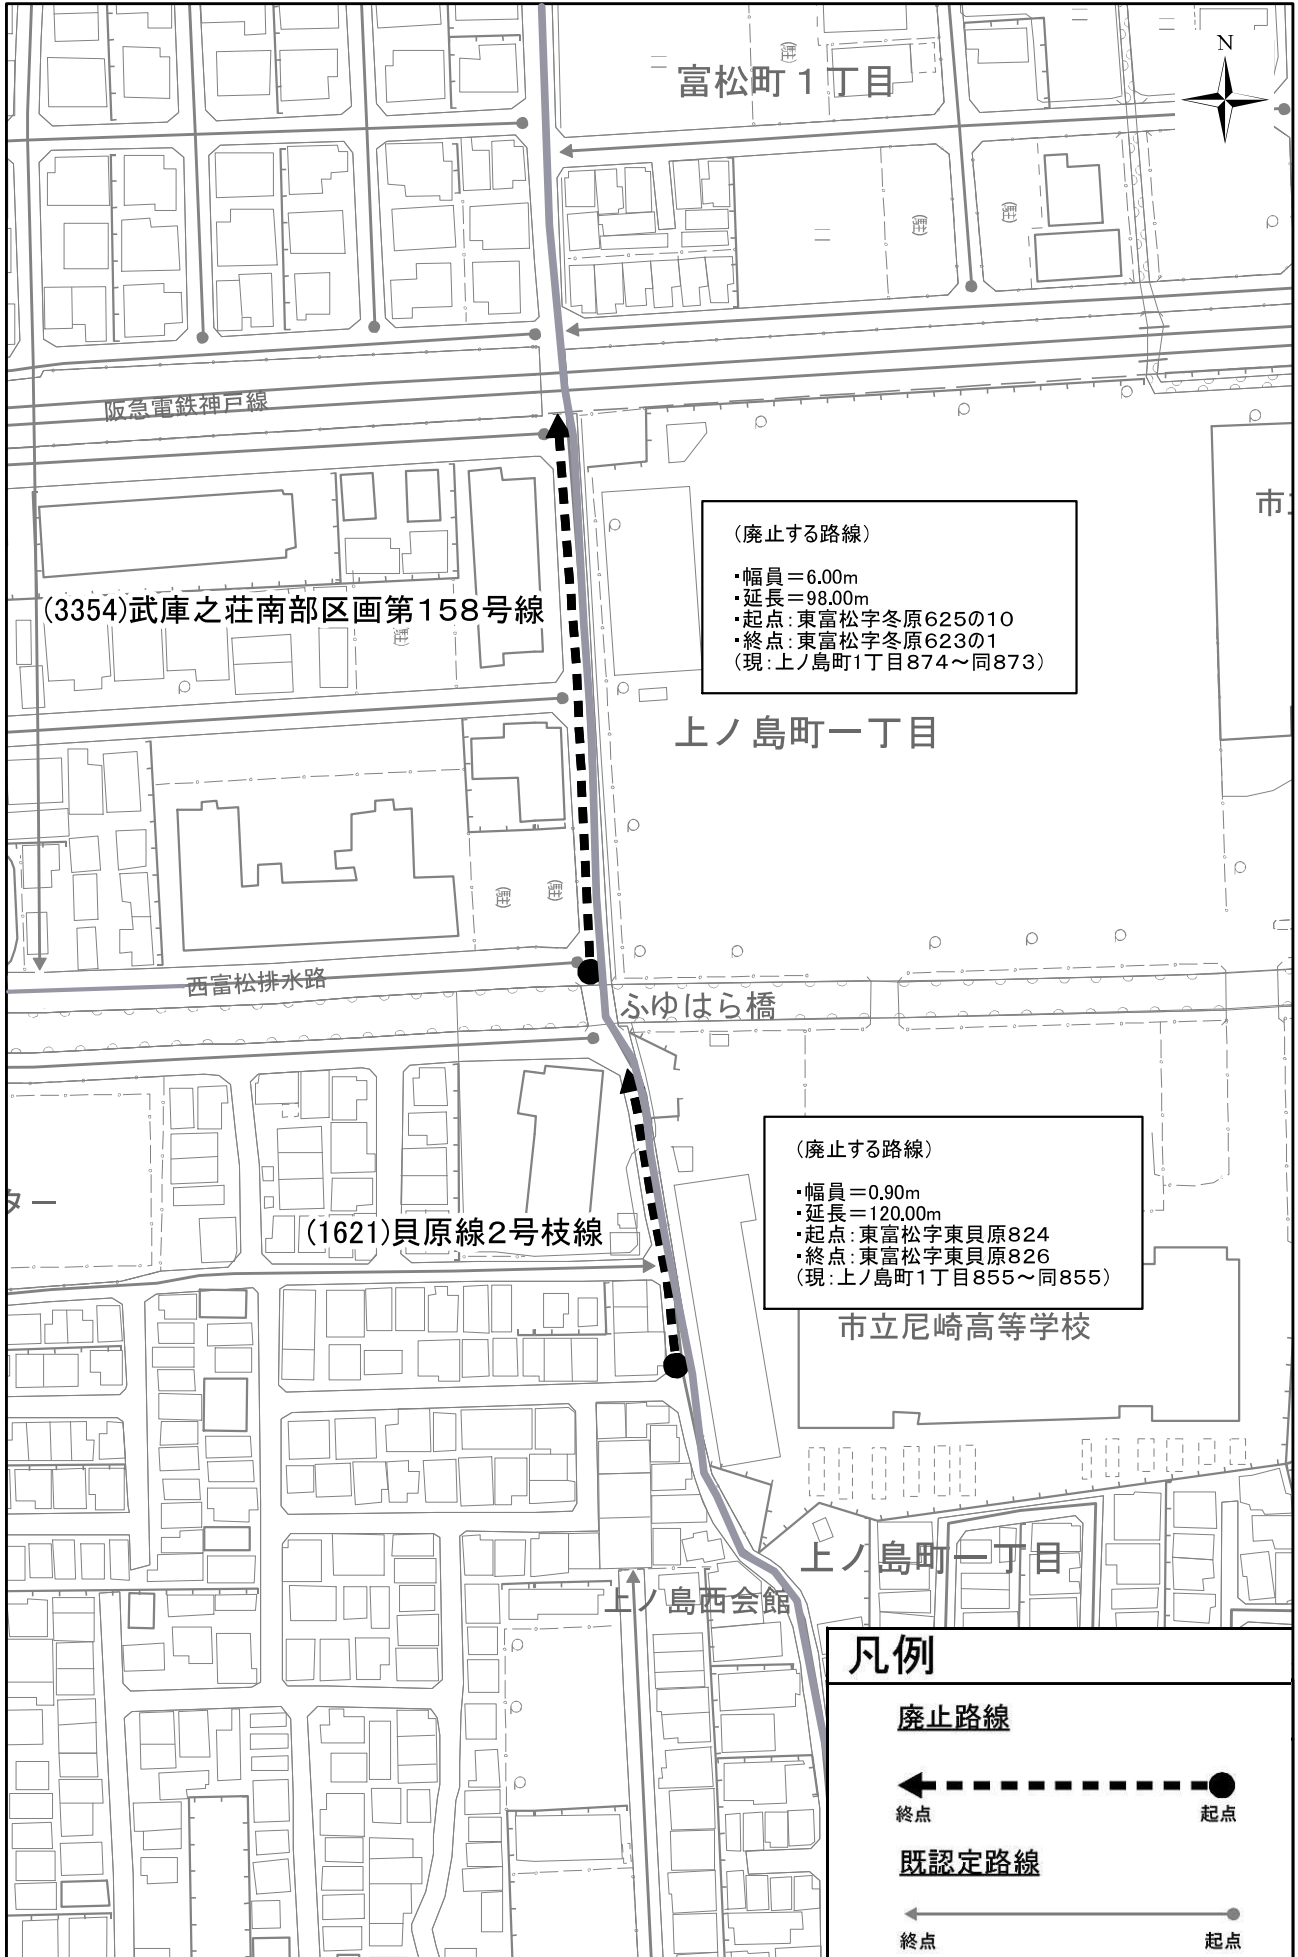 富松町１丁目
N
(駐)
(駐)
(駐)
阪急電鉄神戸線
市立
(廃止する路線)
・幅員＝6.00m
・延長＝98.00m
・起点：東富松字冬原625の10
・終点：東富松字冬原623の1
(現：上ノ島町1丁目874～同873)
(3354)武庫之荘南部区画第158号線
(駐)
上ノ島町一丁目
(駐)
(駐)
西富松排水路
ふゆはら橋
(廃止する路線)
・幅員＝0.90m
・延長＝120.00m
・起点：東富松字東貝原824
・終点：東富松字東貝原826
(現：上ノ島町1丁目855～同855)
ター
(1621)貝原線2号枝線
市立尼崎高等学校
上ノ島町一丁目
上ノ島西会館
凡例
廃止路線
終点 起点
既認定路線
終点 起点